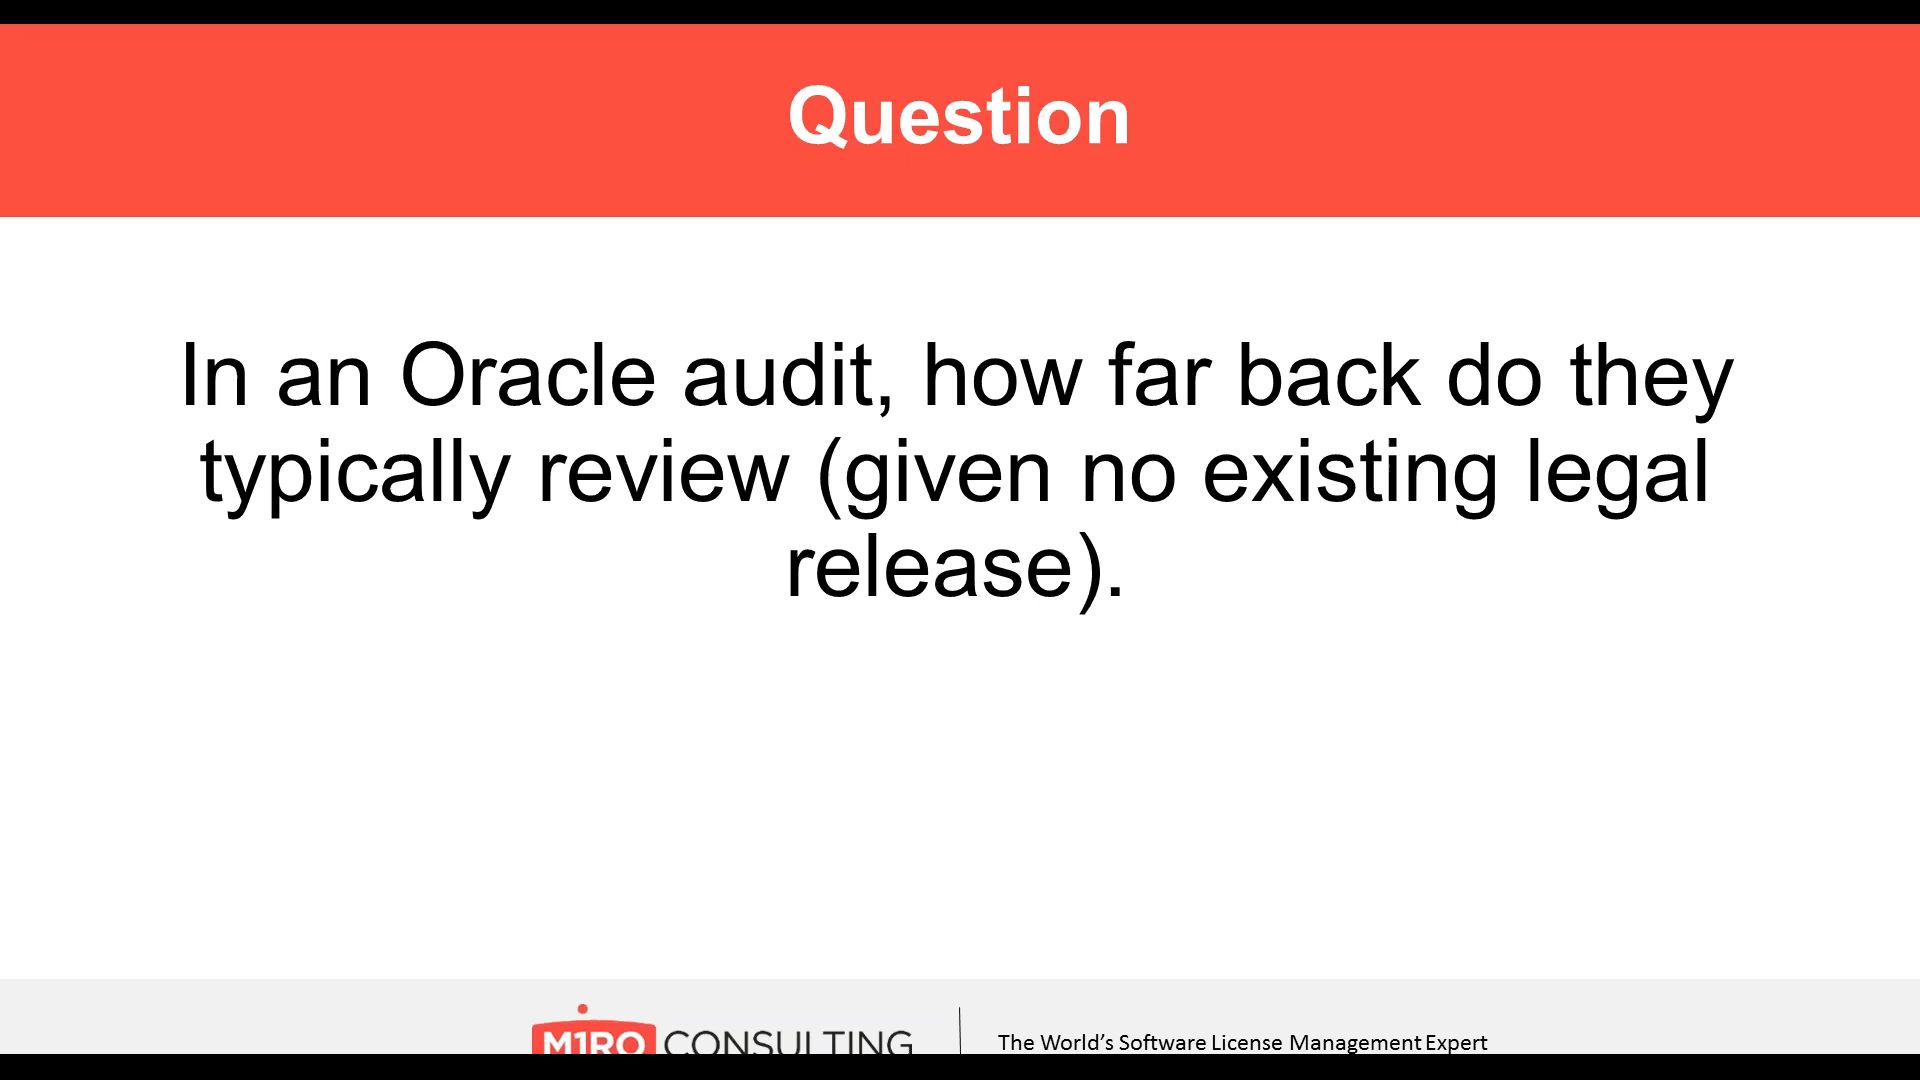 Question
In an Oracle audit, how far back do they
typically review (given no existing legal
release).
M1RO CONSULTING
The World’s Software License Management Expert